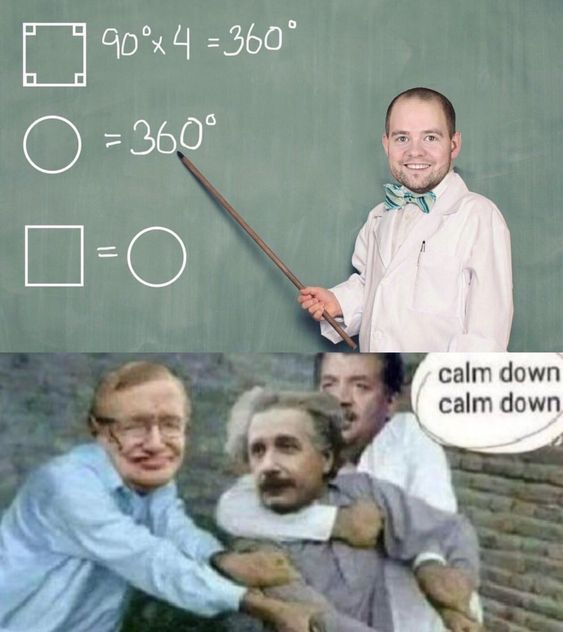 90°x4 =360°
= 360°
=
calm down
calm down